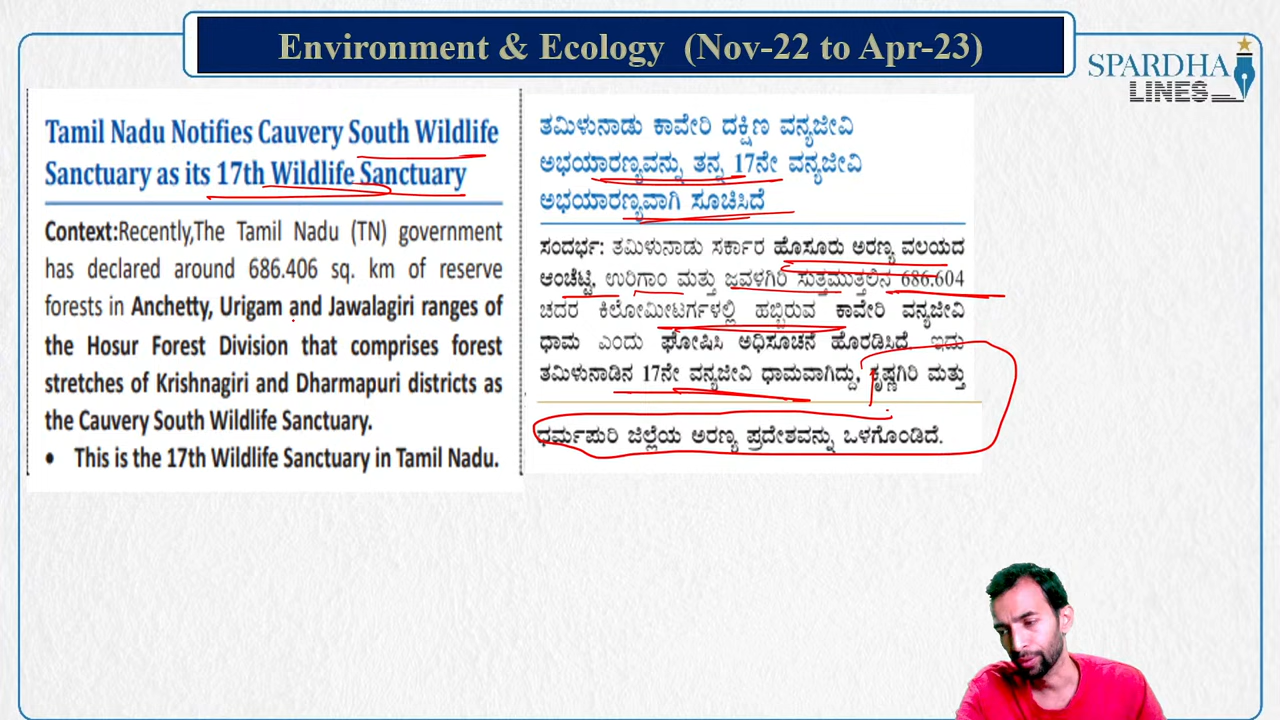 Environment & Ecology (Nov-22 to Apr-23)
SPARDHA
LINES
Tamil Nadu Notifies Cauvery South Wildlife
Sanctuary as its 17th Wildlife Sanctuary
Context:Recently,The Tamil Nadu (TN) government
has declared around 686.406 sq. km of reserve
forests in Anchetty, Urigam and Jawalagiri ranges of
the Hosur Forest Division that comprises forest
stretches of Krishnagiri and Dharmapuri districts as
the Cauvery South Wildlife Sanctuary.
• This is the 17th Wildlife Sanctuary in Tamil Nadu.
ತಮಿಳುನಾಡು ಕಾವೇರಿ ದಕ್ಷಿಣ ವನ್ಯಜೀವಿ
ಅಭಯಾರಣ್ಯವನ್ನು ತನ್ನ 17ನೇ ವನ್ಯಜೀವಿ
ಅಭಯಾರಣ್ಯವಾಗಿ ಸೂಚಿಸಿದೆ
ಸಂದರ್ಭ: ತಮಿಳುನಾಡು ಸರ್ಕಾರ ಹೊಸೂರು ಅರಣ್ಯ ವಲಯದ
ಆಂಚೆಟ್ಟಿ, ಉರಿಗಾಂ ಮತ್ತು ಜವಳಗಿರಿ ಸುತ್ತಮುತ್ತಲಿನ 686.604
ಚದರ ಕಿಲೋಮೀಟರ್ಗಳಲ್ಲಿ ಹಬ್ಬಿರುವ ಕಾವೇರಿ ವನ್ಯಜೀವಿ
ಧಾಮ ಎಂದು ಘೋಷಿಸಿ ಅಧಿಸೂಚನೆ ಹೊರಡಿಸಿದೆ. ಇದು
ತಮಿಳುನಾಡಿನ 17ನೇ ವನ್ಯಜೀವಿ ಧಾಮವಾಗಿದ್ದು, ಕೃಷ್ಣಗಿರಿ ಮತ್ತು
ಧರ್ಮಪುರಿ ಜಿಲ್ಲೆಯ ಅರಣ್ಯ ಪ್ರದೇಶವನ್ನು ಒಳಗೊಂಡಿದೆ.